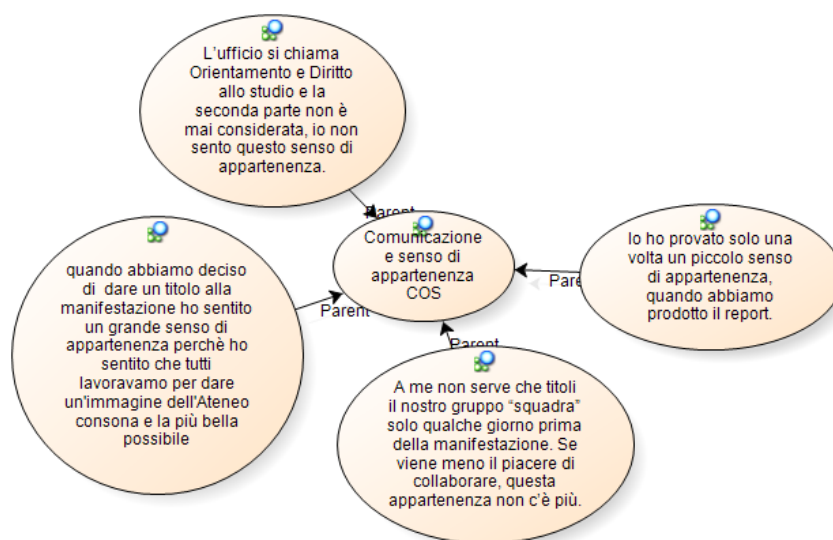 L'ufficio si chiama
Orientamento e Diritto
allo studio e la
seconda parte non è
mai considerata, io non
sento questo senso di
appartenenza.
Parent
Comunicazione
e senso di
appartenenza
COS
Io ho provato solo una
volta un piccolo senso
di appartenenza,
quando abbiamo
prodotto il report.
Parent
quando abbiamo deciso
di dare un titolo alla
manifestazione ho sentito
un grande senso di
appartenenza perchè ho
sentito che tutti
lavoravamo per dare
un'immagine dell'Ateneo
consona e la più bella
possibile
Parent
Parent
A me non serve che titoli
il nostro gruppo “squadra”
solo qualche giorno prima
della manifestazione. Se
viene meno il piacere di
collaborare, questa
appartenenza non c'è più.